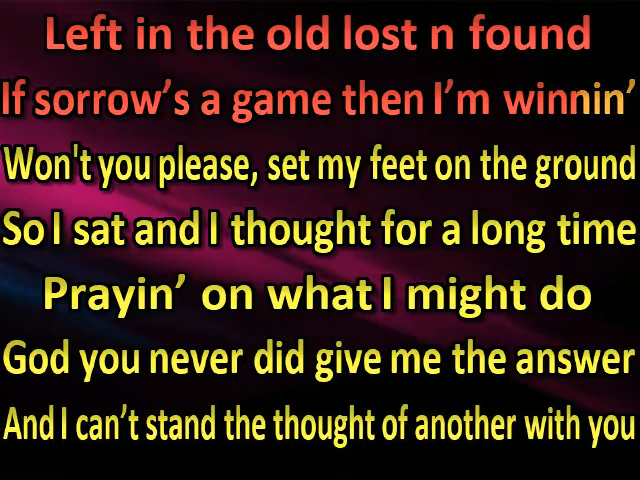 Left in the old lost n found
If sorrow’s a game then I’m winnin’
Won't you please, set my feet on the ground
So I sat and I thought for a long time
Prayin’ on what I might do
God you never did give me the answer
And I can’t stand the thought of another with you